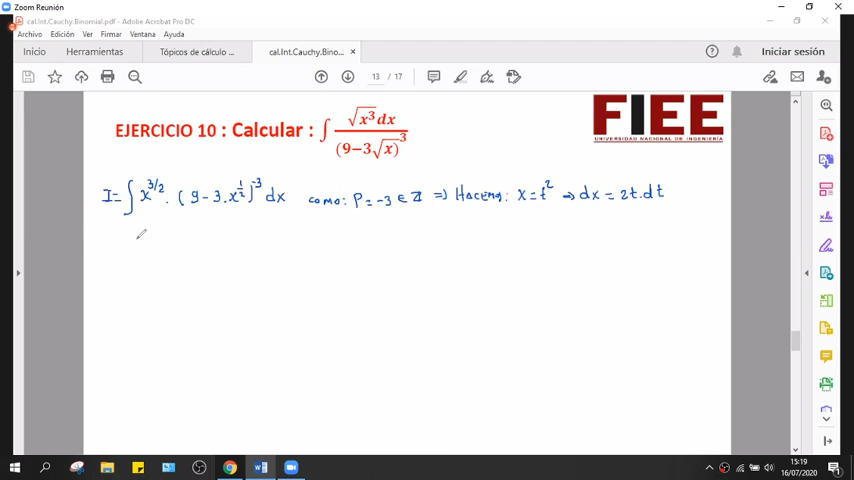 Zoom Reunión
cal.Int.Cauchy.Binomial.pdf - Adobe Acrobat Pro DC
Archivo Edición Ver Firmar Ventana Ayuda
Inicio Herramientas Tópicos de cálculo ... cal.Int.Cauchy.Bino... × Iniciar sesión
13 / 17
EJERCICIO 10 : Calcular : ∫ √x³ dx / (9−3√x)³
FIEE
UNIVERSIDAD NACIONAL DE INGENIERÍA
I = ∫ x^{3/2} . (9 - 3.x^{1/2})^{-3} dx como: P = -3 ∈ Z ⇒ Hacemos: x = t² ⇒ dx = 2t.dt
15:19
16/07/2020